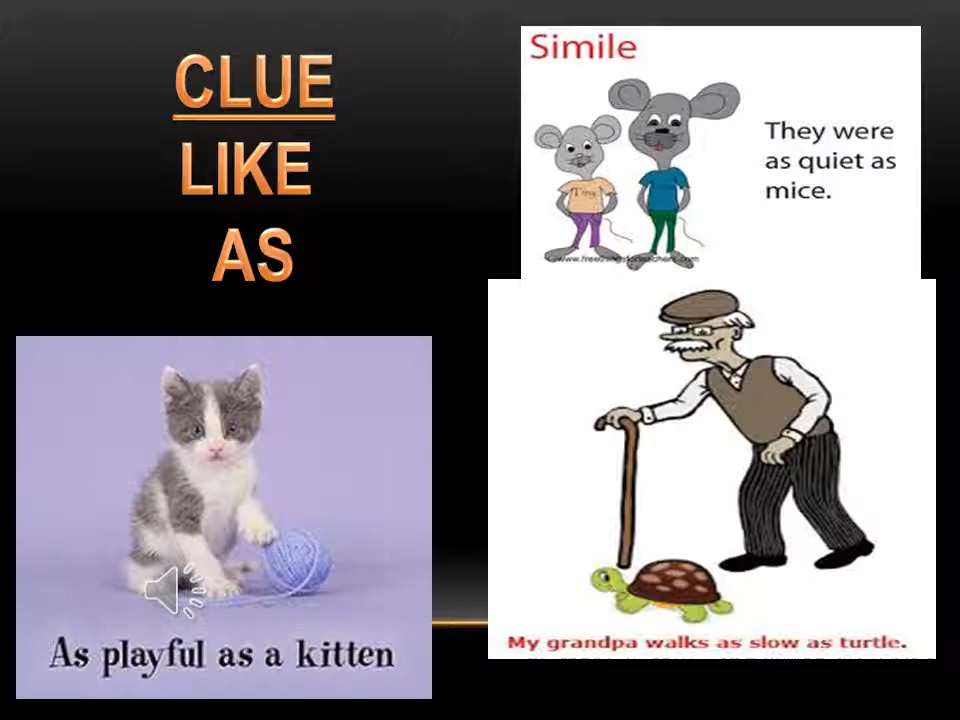 CLUE
LIKE
AS
Simile
They were
as quiet as
mice.
Tiny
As playful as a kitten
My grandpa walks as slow as turtle.